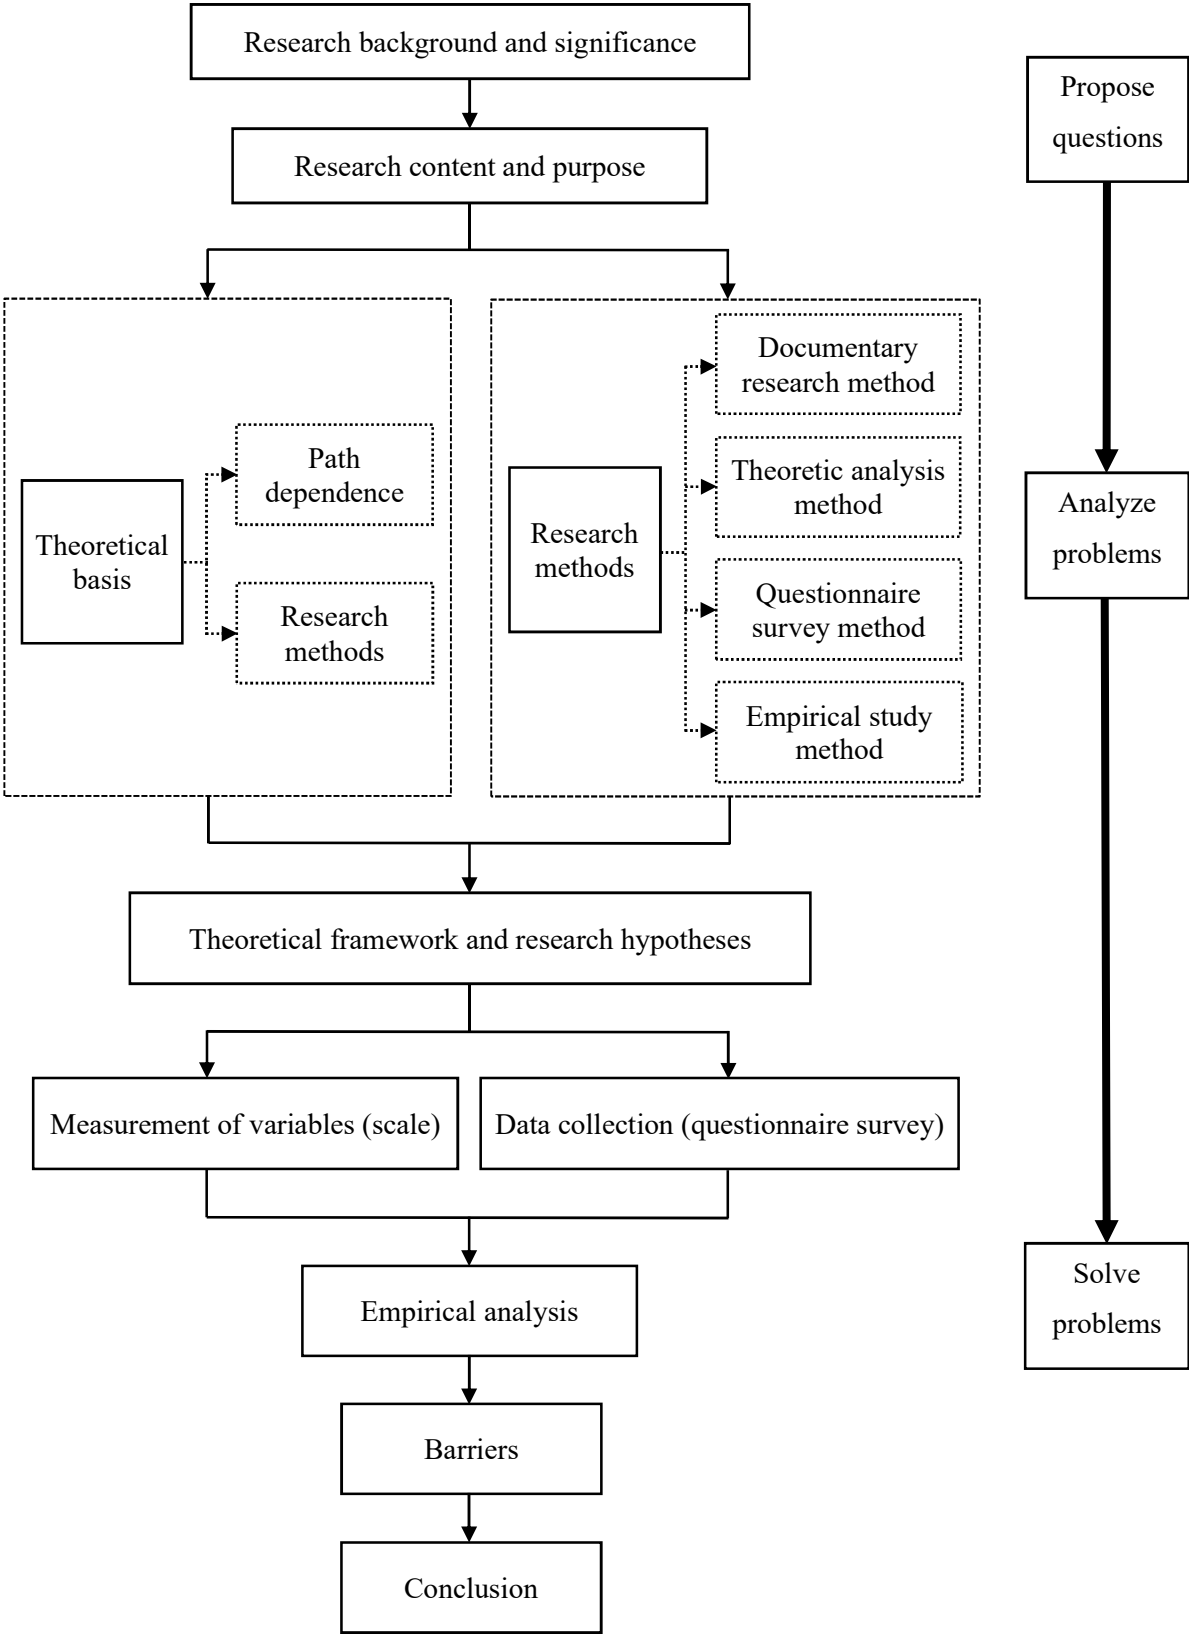 Research background and significance
Research content and purpose
Theoretical
basis
Path
dependence
Research
methods
Research
methods
Documentary
research method
Theoretic analysis
method
Questionnaire
survey method
Empirical study
method
Theoretical framework and research hypotheses
Measurement of variables (scale)
Data collection (questionnaire survey)
Empirical analysis
Barriers
Conclusion
Propose
questions
Analyze
problems
Solve
problems